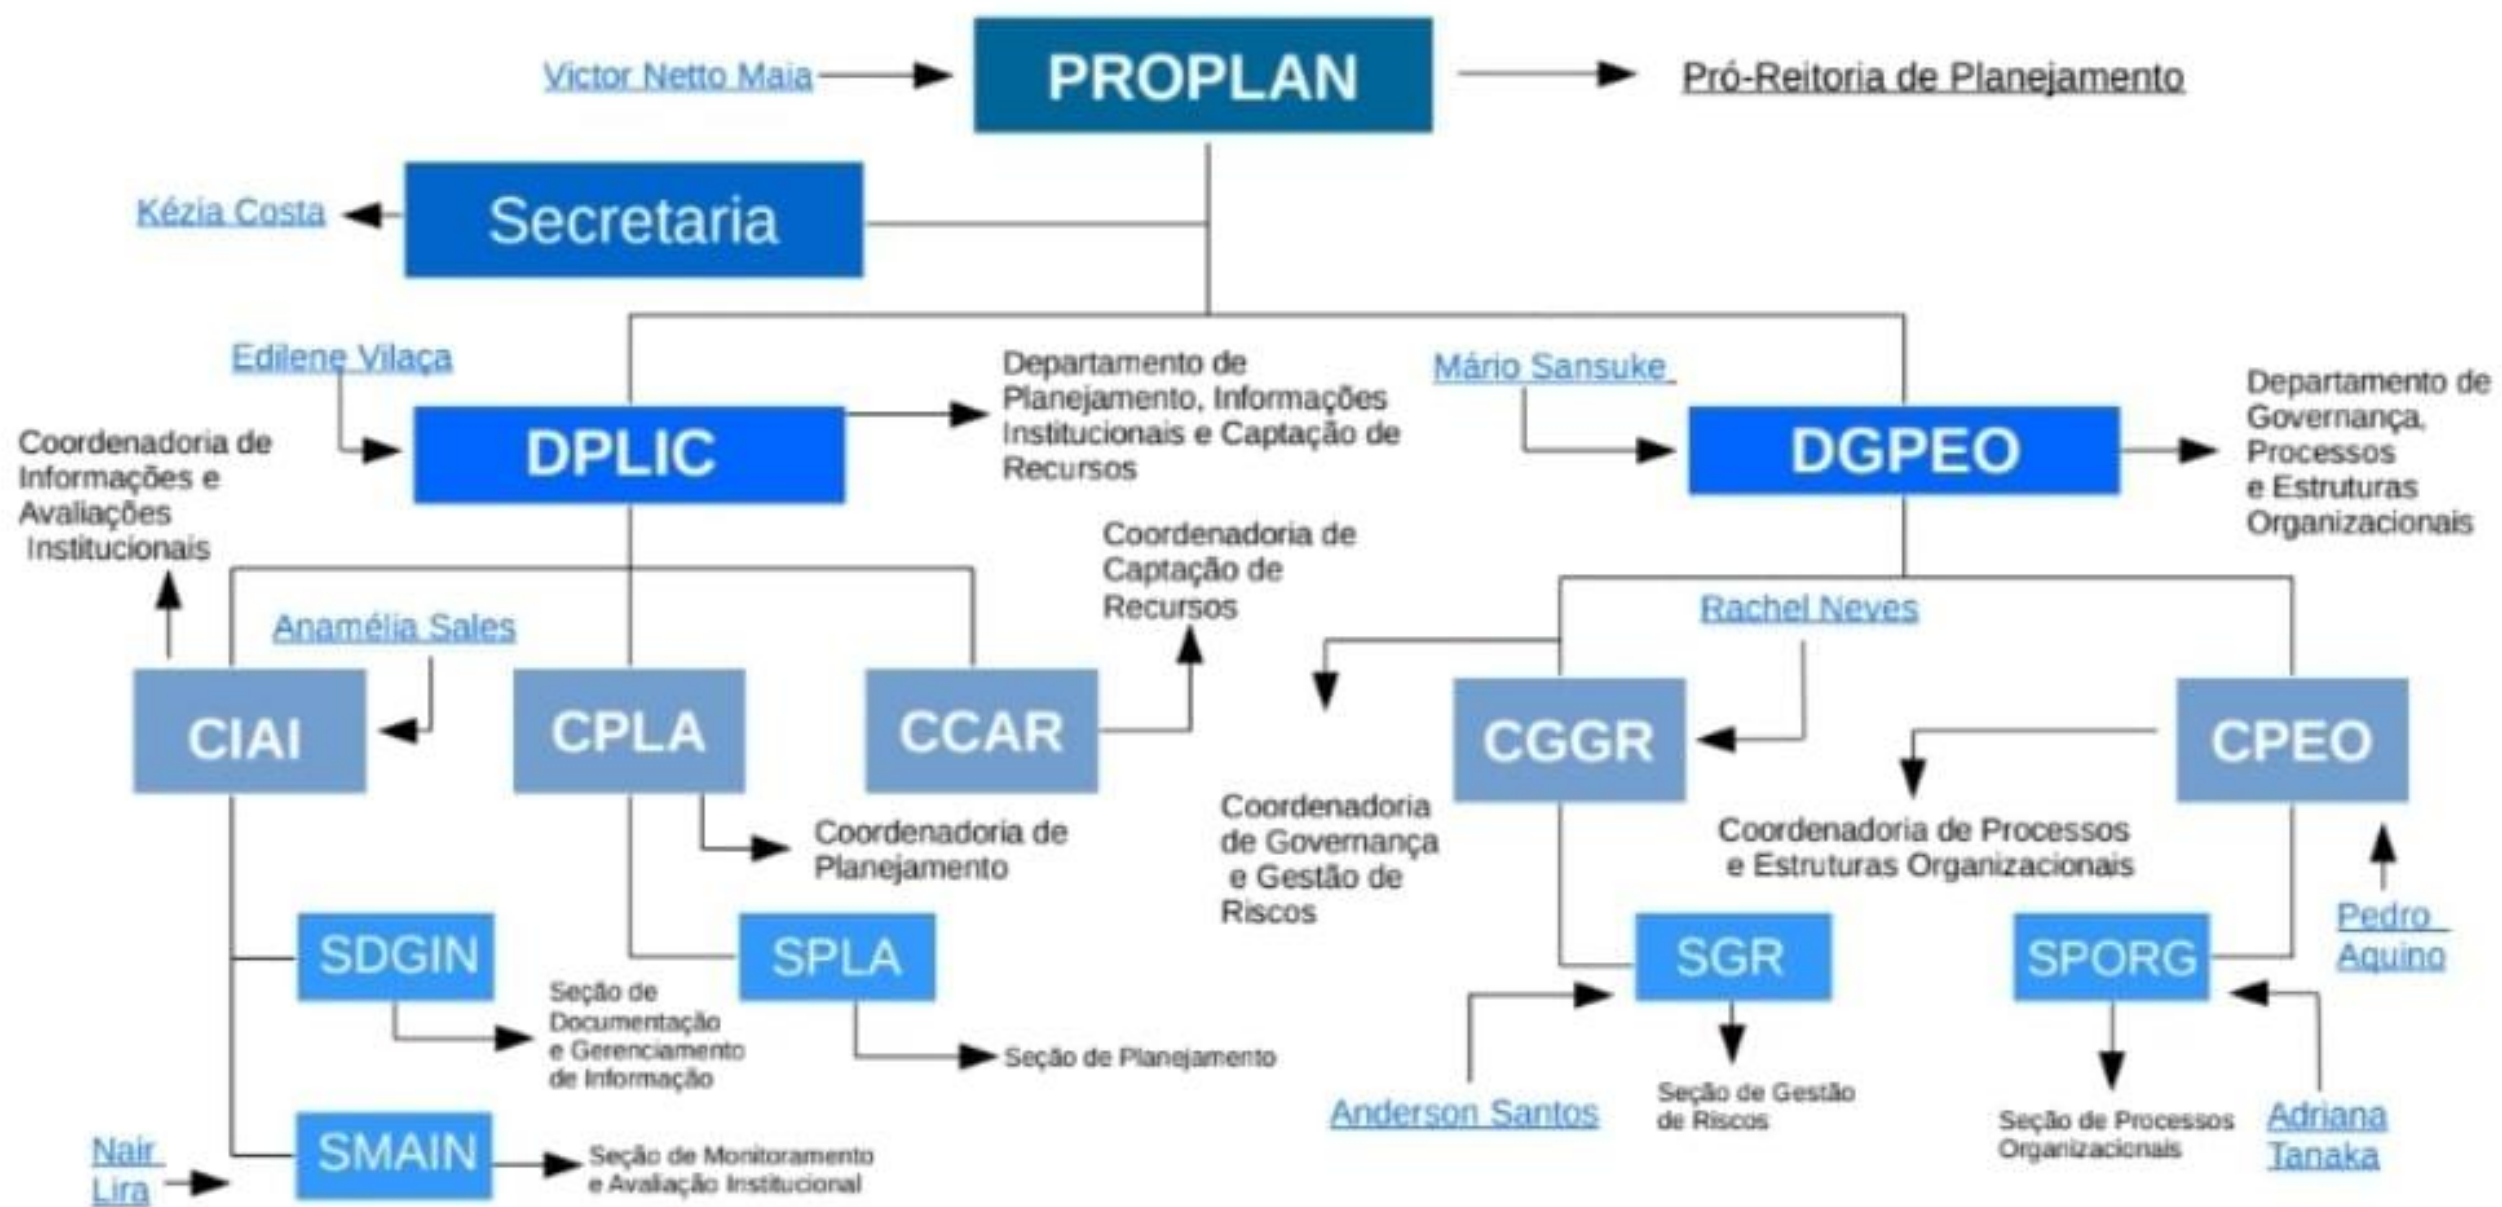 Victor Netto Maia
PROPLAN
Pró-Reitoria de Planejamento
Kézia Costa
Secretaria
Edilene Vilaça
DPLIC
Departamento de
Planejamento, Informações
Institucionais e Captação de
Recursos
Mário Sansuke
DGPEO
Departamento de
Governança,
Processos
e Estruturas
Organizacionais
Coordenadoria de
Informações e
Avaliações
Institucionais
Anamélia Sales
CIAI
CPLA
CCAR
Coordenadoria de
Captação de
Recursos
Rachel Neves
CGGR
CPEO
Coordenadoria de
Planejamento
Coordenadoria
de Governança
e Gestão de
Riscos
Coordenadoria de Processos
e Estruturas Organizacionais
Pedro
Aquino
SDGIN
Seção de
Documentação
e Gerenciamento
de Informação
SPLA
Seção de Planejamento
SGR
SPORG
Anderson Santos
Seção de Gestão
de Riscos
Seção de Processos
Organizacionais
Adriana
Tanaka
Nair
Lira
SMAIN
Seção de Monitoramento
e Avaliação Institucional